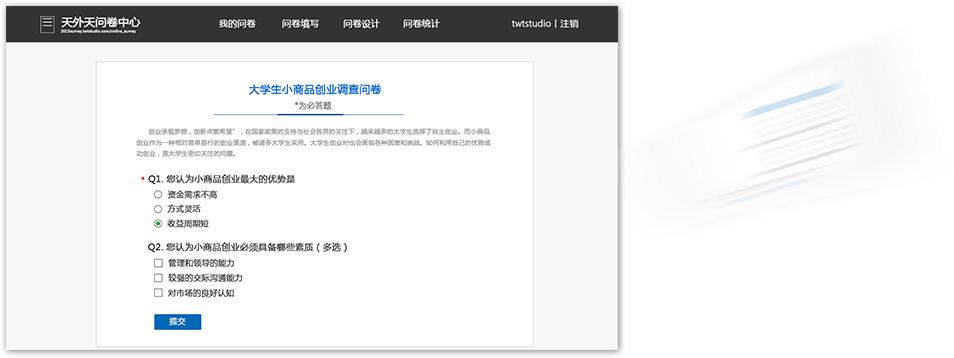 天外天问卷中心
2015survey.twtstudio.com/online_survey
我的问卷 问卷填写 问卷设计 问卷统计
twtstudio | 注销
大学生小商品创业调查问卷
*为必答题
创业承载梦想，创新点燃希望”，在国家政策的支持与社会各界的关注下，越来越多的大学生选择了自主创业。而小商品
创业作为一种相对简单易行的创业渠道，被诸多大学生采用。大学生创业时也会面临各种困难和挑战。如何利用自己的优势成
功创业，是大学生密切关注的问题。
* Q1. 您认为小商品创业最大的优势是
资金需求不高
方式灵活
收益周期短
Q2. 您认为小商品创业必须具备哪些素质（多选）
管理和领导的能力
较强的交际沟通能力
对市场的良好认知
提交